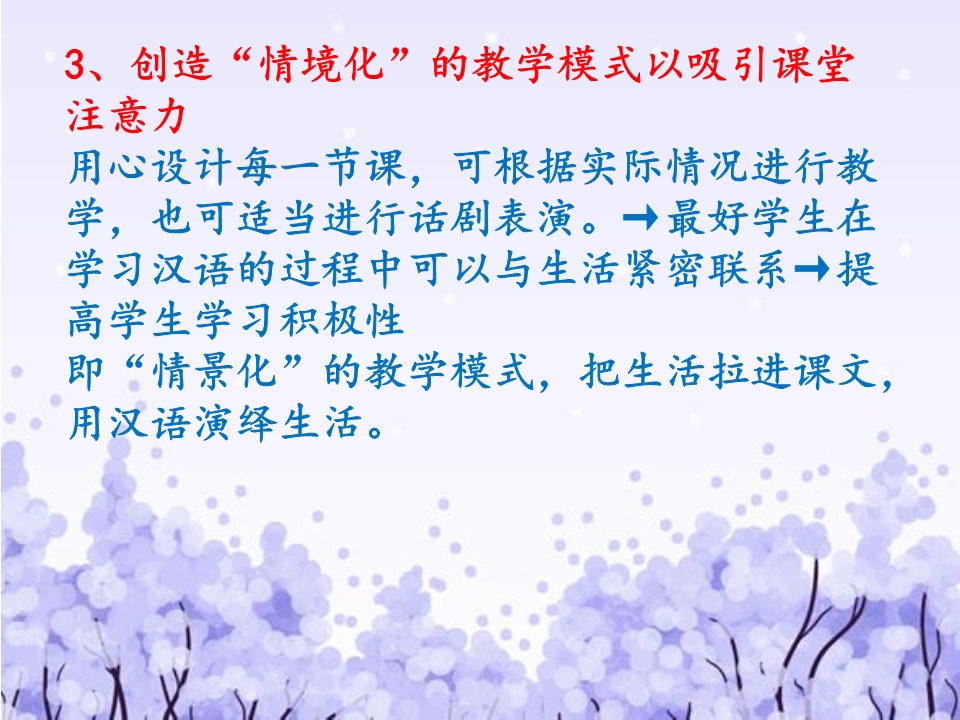 3、创造“情境化”的教学模式以吸引课堂
注意力
用心设计每一节课，可根据实际情况进行教
学，也可适当进行话剧表演。→最好学生在
学习汉语的过程中可以与生活紧密联系→提
高学生学习积极性
即“情景化”的教学模式，把生活拉进课文，
用汉语演绎生活。